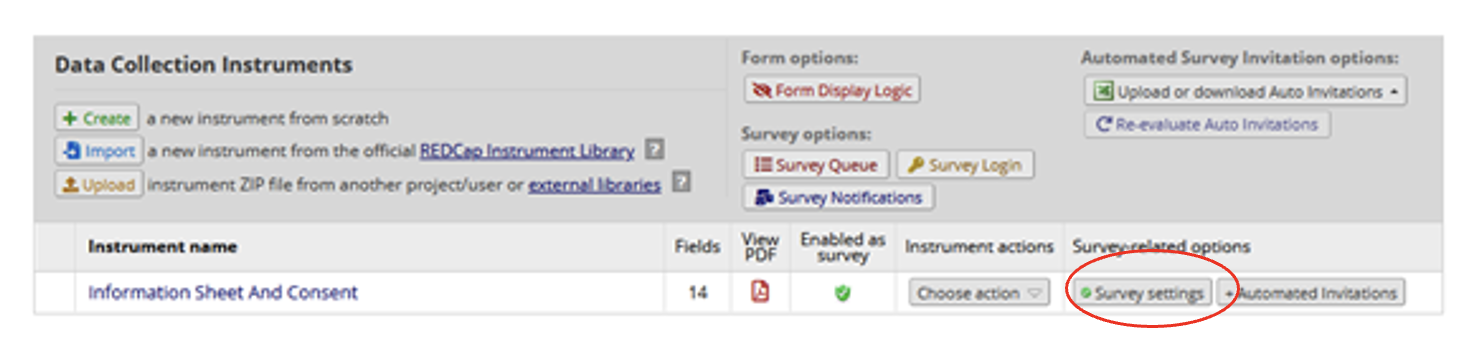 Data Collection Instruments
+ Create a new instrument from scratch
Import a new instrument from the official REDCap Instrument Library ?
Upload instrument ZIP file from another project/user or external libraries ?
Form options:
Form Display Logic
Survey options:
Survey Queue Survey Login
Survey Notifications
Automated Survey Invitation options:
Upload or download Auto Invitations
Re-evaluate Auto Invitations
Instrument name Fields View PDF Enabled as survey Instrument actions Survey-related options
Information Sheet And Consent 14 Choose action Survey settings + Automated Invitations